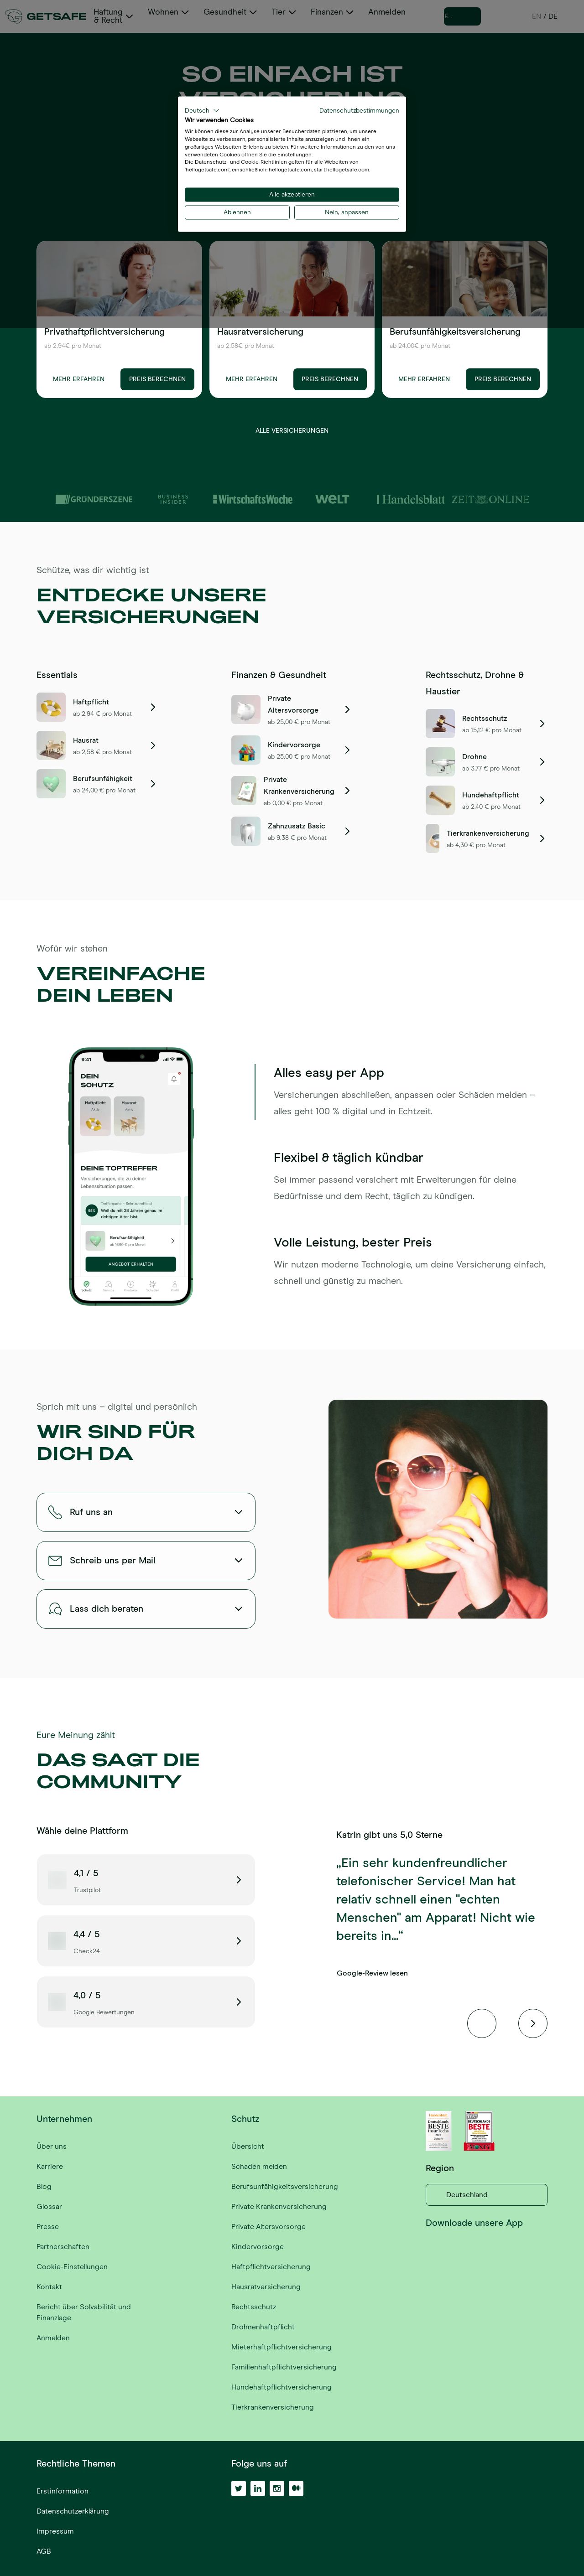 GETSAFE
Haftung
& Recht
Wohnen
Gesundheit
Tier
Finanzen
Anmelden
EN / DE
SO EINFACH IST
Deutsch
Datenschutzbestimmungen
Wir verwenden Cookies
Wir können diese zur Analyse unserer Besucherdaten platzieren, um unsere
Webseite zu verbessern, personalisierte Inhalte anzuzeigen und Ihnen ein
großartiges Webseiten-Erlebnis zu bieten. Für weitere Informationen zu den von uns
verwendeten Cookies öffnen Sie die Einstellungen
Die Datenschutz- und Cookie-Richtlinien gelten für alle Webseiten von
'hellogetsafe.com', einschließlich: hellogetsafe.com, start.hellogetsafe.com.
Alle akzeptieren
Ablehnen
Nein, anpassen
Privathaftpflichtversicherung
ab 2,94€ pro Monat
MEHR ERFAHREN
PREIS BERECHNEN
Hausratversicherung
ab 2,58€ pro Monat
MEHR ERFAHREN
PREIS BERECHNEN
Berufsunfähigkeitsversicherung
ab 24,00€ pro Monat
MEHR ERFAHREN
PREIS BERECHNEN
ALLE VERSICHERUNGEN
GRÜNDERSZENE
BUSINESS
INSIDER
WirtschaftsWoche
WELT
Handelsblatt
ZEIT ONLINE
Schütze, was dir wichtig ist
ENTDECKE UNSERE
VERSICHERUNGEN
Essentials
Haftpflicht
ab 2,94 € pro Monat
Hausrat
ab 2,58 € pro Monat
Berufsunfähigkeit
ab 24,00 € pro Monat
Finanzen & Gesundheit
Private
Altersvorsorge
ab 25,00 € pro Monat
Kindervorsorge
ab 25,00 € pro Monat
Private
Krankenversicherung
ab 0,00 € pro Monat
Zahnzusatz Basic
ab 9,38 € pro Monat
Rechtsschutz, Drohne &
Haustier
Rechtsschutz
ab 15,12 € pro Monat
Drohne
ab 3,77 € pro Monat
Hundehaftpflicht
ab 2,40 € pro Monat
Tierkrankenversicherung
ab 4,30 € pro Monat
Wofür wir stehen
VEREINFACHE
DEIN LEBEN
9:41
DEIN
SCHUTZ
Haftpflicht
Aktiv
Hausrat
Aktiv
DEINE TOPTREFFER
Versicherungen, die zu deiner
Lebenssituation passen.
Weil du mit 28 Jahren genau im
richtigen Alter bist
Berufsunfähigkeit
ANGEBOT ERHALTEN
Alles easy per App
Versicherungen abschließen, anpassen oder Schäden melden –
alles geht 100 % digital und in Echtzeit.
Flexibel & täglich kündbar
Sei immer passend versichert mit Erweiterungen für deine
Bedürfnisse und dem Recht, täglich zu kündigen.
Volle Leistung, bester Preis
Wir nutzen moderne Technologie, um deine Versicherung einfach,
schnell und günstig zu machen.
Sprich mit uns – digital und persönlich
WIR SIND FÜR
DICH DA
Ruf uns an
Schreib uns per Mail
Lass dich beraten
Eure Meinung zählt
DAS SAGT DIE
COMMUNITY
Wähle deine Plattform
4,1 / 5
Trustpilot
4,4 / 5
Check24
4,0 / 5
Google Bewertungen
Katrin gibt uns 5,0 Sterne
„Ein sehr kundenfreundlicher
telefonischer Service! Man hat
relativ schnell einen "echten
Menschen" am Apparat! Nicht wie
bereits in...“
Google-Review lesen
Unternehmen
Über uns
Karriere
Blog
Glossar
Presse
Partnerschaften
Cookie-Einstellungen
Kontakt
Bericht über Solvabilität und
Finanzlage
Anmelden
Schutz
Übersicht
Schaden melden
Berufsunfähigkeitsversicherung
Private Krankenversicherung
Private Altersvorsorge
Kindervorsorge
Haftpflichtversicherung
Hausratversicherung
Rechtsschutz
Drohnenhaftpflicht
Mieterhaftpflichtversicherung
Familienhaftpflichtversicherung
Hundehaftpflichtversicherung
Tierkrankenversicherung
BESTE
BESTE
Region
Deutschland
Downloade unsere App
Rechtliche Themen
Erstinformation
Datenschutzerklärung
Impressum
AGB
Folge uns auf